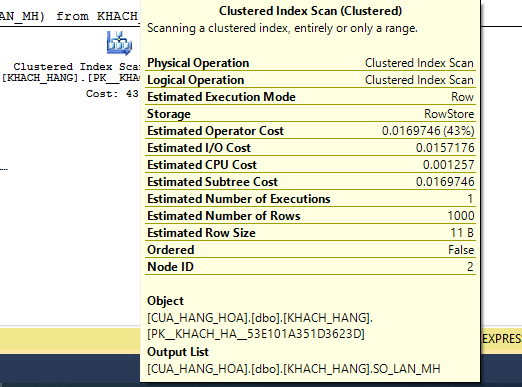 AN_MH) from KHACH_
Clustered Index Sca
[KHACH_HANG].[PK__KHA
Cost: 43
Clustered Index Scan (Clustered)
Scanning a clustered index, entirely or only a range.
Physical Operation Clustered Index Scan
Logical Operation Clustered Index Scan
Estimated Execution Mode Row
Storage RowStore
Estimated Operator Cost 0.0169746 (43%)
Estimated I/O Cost 0.0157176
Estimated CPU Cost 0.001257
Estimated Subtree Cost 0.0169746
Estimated Number of Executions 1
Estimated Number of Rows 1000
Estimated Row Size 11 B
Ordered False
Node ID 2
Object
[CUA_HANG_HOA].[dbo].[KHACH_HANG].
[PK__KHACH_HA__53E101A351D3623D]
Output List
[CUA_HANG_HOA].[dbo].[KHACH_HANG].SO_LAN_MH
EXPRES